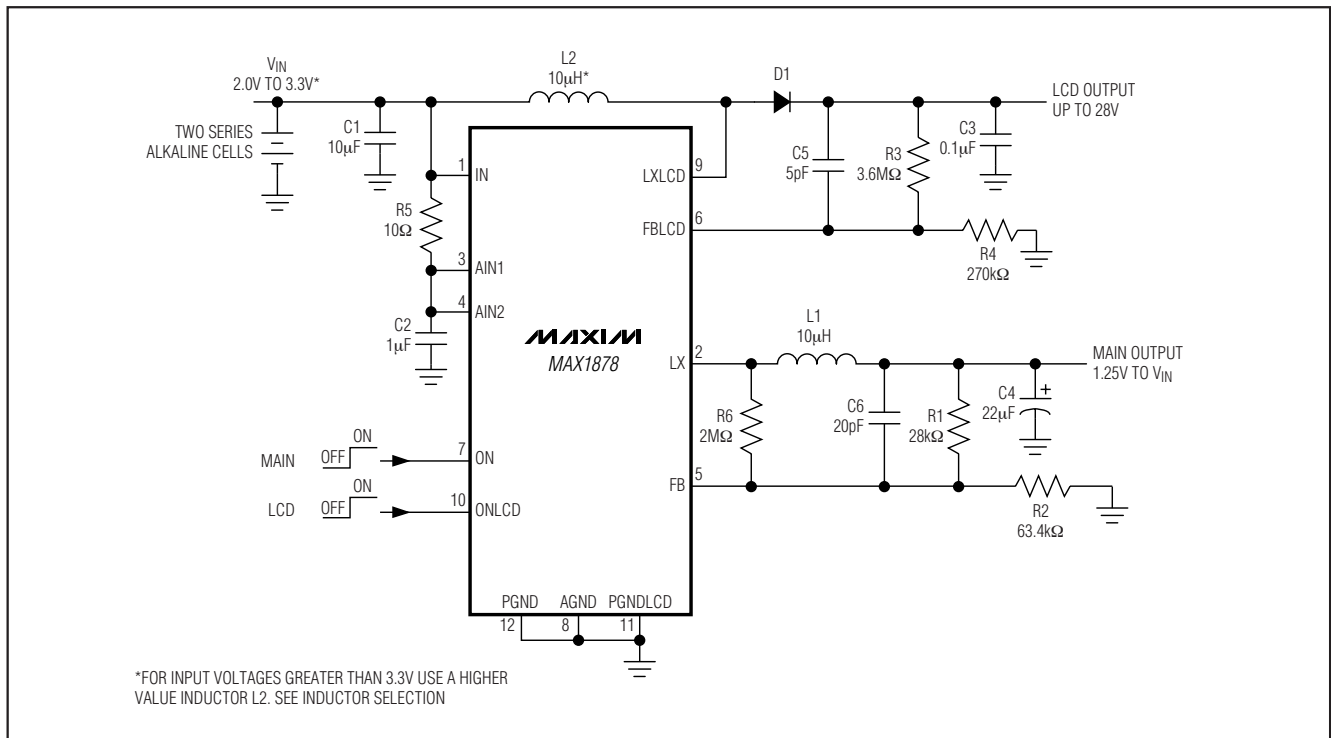 VIN
2.0V TO 3.3V*
TWO SERIES
ALKALINE CELLS
C1
10µF
L2
10µH*
D1
LCD OUTPUT
UP TO 28V
C5
5pF
R3
3.6MΩ
C3
0.1µF
1
IN
LXLCD
9
R5
10Ω
FBLCD
6
R4
270kΩ
3
AIN1
4
AIN2
C2
1µF
MAXIM
MAX1878
LX
2
L1
10µH
MAIN OUTPUT
1.25V TO VIN
R6
2MΩ
C6
20pF
R1
28kΩ
C4
22µF
+
MAIN
OFF
ON
7
ON
FB
5
R2
63.4kΩ
LCD
OFF
ON
10
ONLCD
PGND
AGND
PGNDLCD
12
8
11
*FOR INPUT VOLTAGES GREATER THAN 3.3V USE A HIGHER
VALUE INDUCTOR L2. SEE INDUCTOR SELECTION